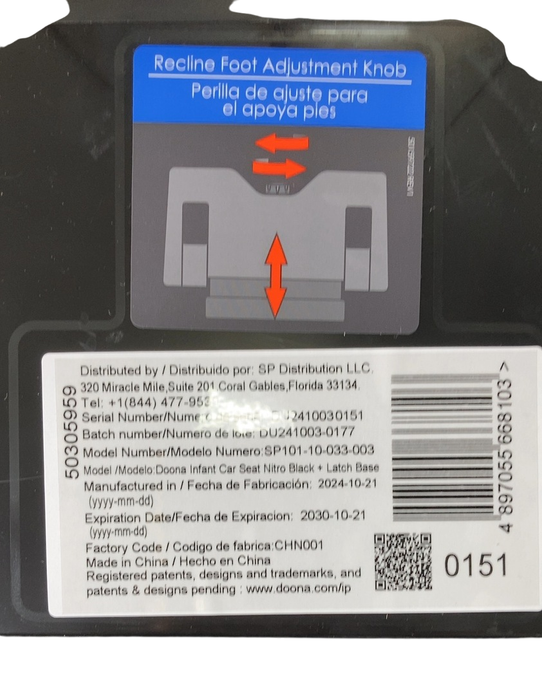 Recline Foot Adjustment Knob
Perilla de ajuste para
el apoya pies
Distributed by / Distribuido por: SP Distribution LLC.
320 Miracle Mile,Suite 201 Coral Gables,Florida 33134.
Tel: +1(844) 477-953
Serial Number/Nume 2410030151
Batch number/Numero de lote: DU241003-0177
Model Number/Modelo Numero:SP101-10-033-003
Model /Modelo:Doona Infant Car Seat Nitro Black + Latch Base
Manufactured in / Fecha de Fabricación: 2024-10-21
(yyyy-mm-dd)
Expiration Date/Fecha de Expiracion: 2030-10-21
(yyyy-mm-dd)
Factory Code / Codigo de fabrica:CHN001
Made in China / Hecho en China
Registered patents, designs and trademarks, and
patents & designs pending : www.doona.com/ip
50305959
4 897055 668103 >
0151